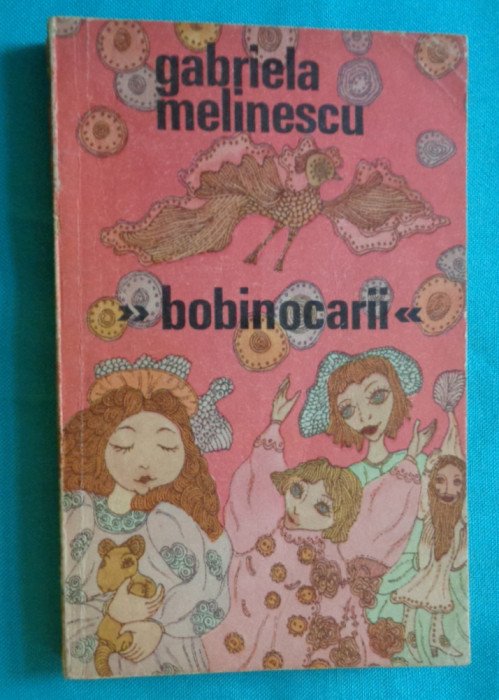 gabriela
melinescu
»» bobinocarii «